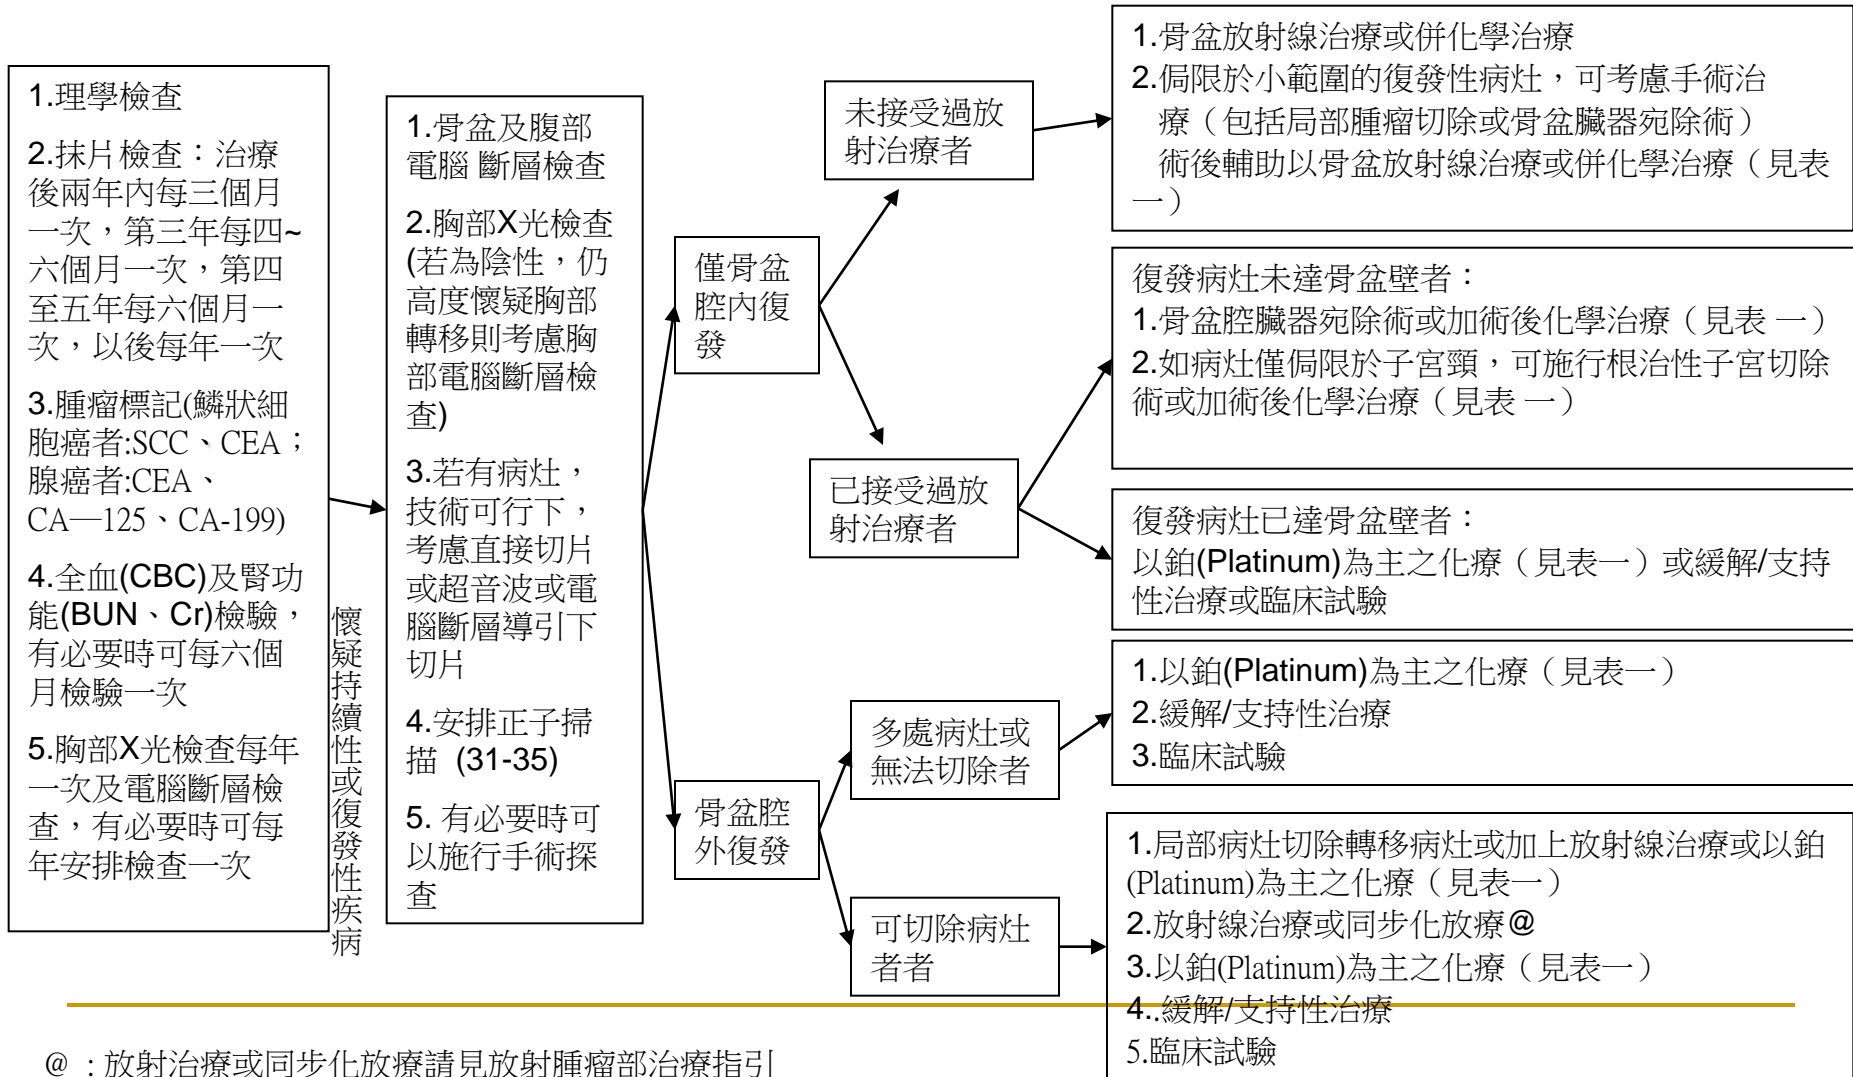 1.理學檢查
2.抹片檢查：治療
後兩年內每三個月
一次，第三年每四~
六個月一次，第四
至五年每六個月一
次，以後每年一次
3.腫瘤標記(鱗狀細
胞癌者:SCC、CEA；
腺癌者:CEA、
CA—125、CA-199)
4.全血(CBC)及腎功
能(BUN、Cr)檢驗，
有必要時可每六個
月檢驗一次
5.胸部X光檢查每年
一次及電腦斷層檢
查，有必要時可每
年安排檢查一次
懷疑持續性或復發性疾病
1.骨盆及腹部
電腦 斷層檢查
2.胸部X光檢查
(若為陰性，仍
高度懷疑胸部
轉移則考慮胸
部電腦斷層檢
查)
3.若有病灶，
技術可行下，
考慮直接切片
或超音波或電
腦斷層導引下
切片
4.安排正子掃
描 (31-35)
5. 有必要時可
以施行手術探
查
僅骨盆
腔內復
發
骨盆腔
外復發
未接受過放
射治療者
已接受過放
射治療者
多處病灶或
無法切除者
可切除病灶
者者
1.骨盆放射線治療或併化學治療
2.侷限於小範圍的復發性病灶，可考慮手術治
療（包括局部腫瘤切除或骨盆臟器宛除術）
術後輔助以骨盆放射線治療或併化學治療（見表
一）
復發病灶未達骨盆壁者：
1.骨盆腔臟器宛除術或加術後化學治療（見表 一）
2.如病灶僅侷限於子宮頸，可施行根治性子宮切除
術或加術後化學治療（見表 一）
復發病灶已達骨盆壁者：
以鉑(Platinum)為主之化療（見表一）或緩解/支持
性治療或臨床試驗
1.以鉑(Platinum)為主之化療（見表一）
2.緩解/支持性治療
3.臨床試驗
1.局部病灶切除轉移病灶或加上放射線治療或以鉑
(Platinum)為主之化療（見表一）
2.放射線治療或同步化放療@
3.以鉑(Platinum)為主之化療（見表一）
4..緩解/支持性治療
5.臨床試驗
@ : 放射治療或同步化放療請見放射腫瘤部治療指引